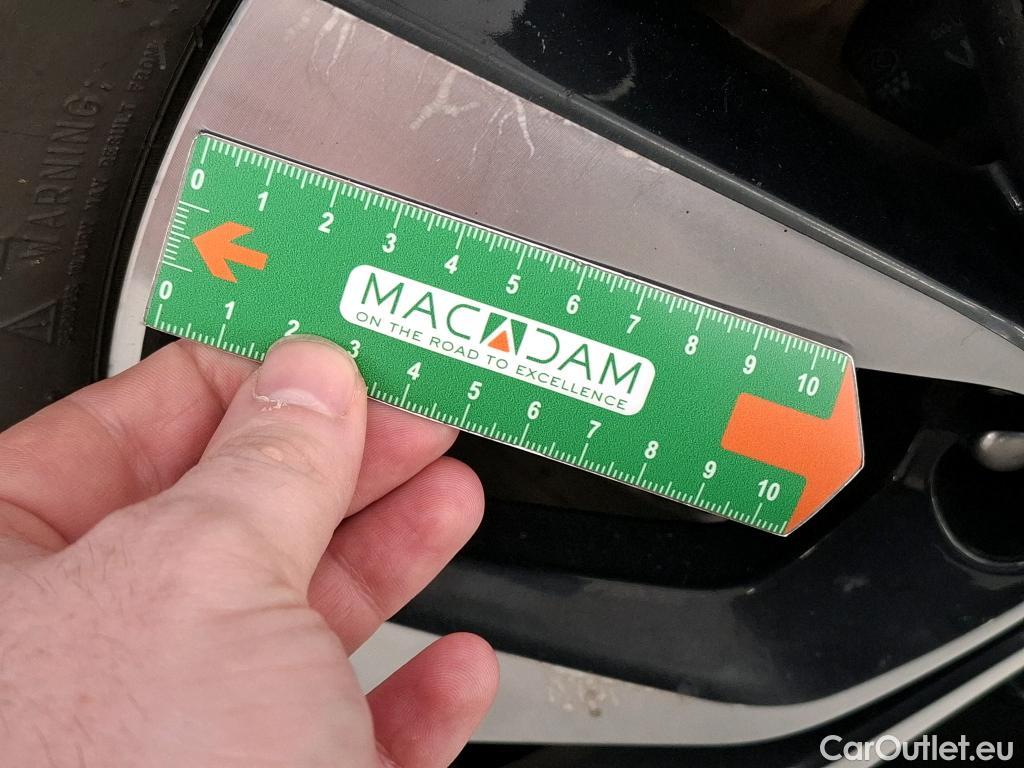 WARNING:
0 1 2 3 4 5 6 7 8 9 10
MACADAM
ON THE ROAD TO EXCELLENCE
0 1 2 3 4 5 6 7 8 9 10
CarOutlet.eu